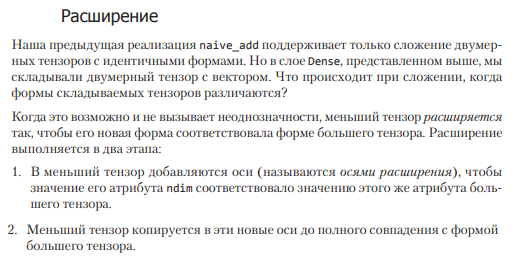 Расширение
Наша предыдущая реализация naive_add поддерживает только сложение двумер-
ных тензоров с идентичными формами. Но в слое Dense, представленном выше, мы
складывали двумерный тензор с вектором. Что происходит при сложении, когда
формы складываемых тензоров различаются?
Когда это возможно и не вызывает неоднозначности, меньший тензор расширяется
так, чтобы его новая форма соответствовала форме большего тензора. Расширение
выполняется в два этапа:
1. В меньший тензор добавляются оси (называются осями расширения), чтобы
значение его атрибута ndim соответствовало значению этого же атрибута боль-
шего тензора.
2. Меньший тензор копируется в эти новые оси до полного совпадения с формой
большего тензора.